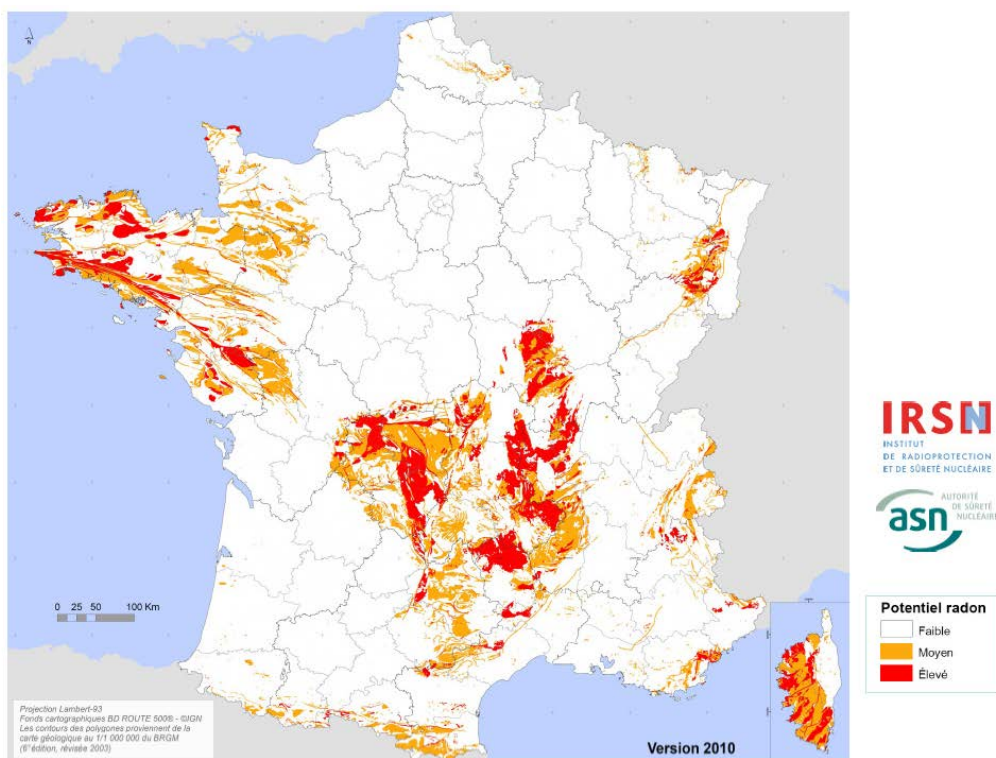 N
0 25 50 100 Km
Projection Lambert-93
Fonds cartographiques BD ROUTE 500® - ©IGN
Les contours des polygones proviennent de la
carte géologique au 1/1 000 000 du BRGM
(6° édition, révisée 2003)
Version 2010
IRSN
INSTITUT
DE RADIOPROTECTION
ET DE SÛRETÉ NUCLÉAIRE
asn
AUTORITÉ
DE SÛRETÉ
NUCLÉAIRE
Potentiel radon
Faible
Moyen
Élevé